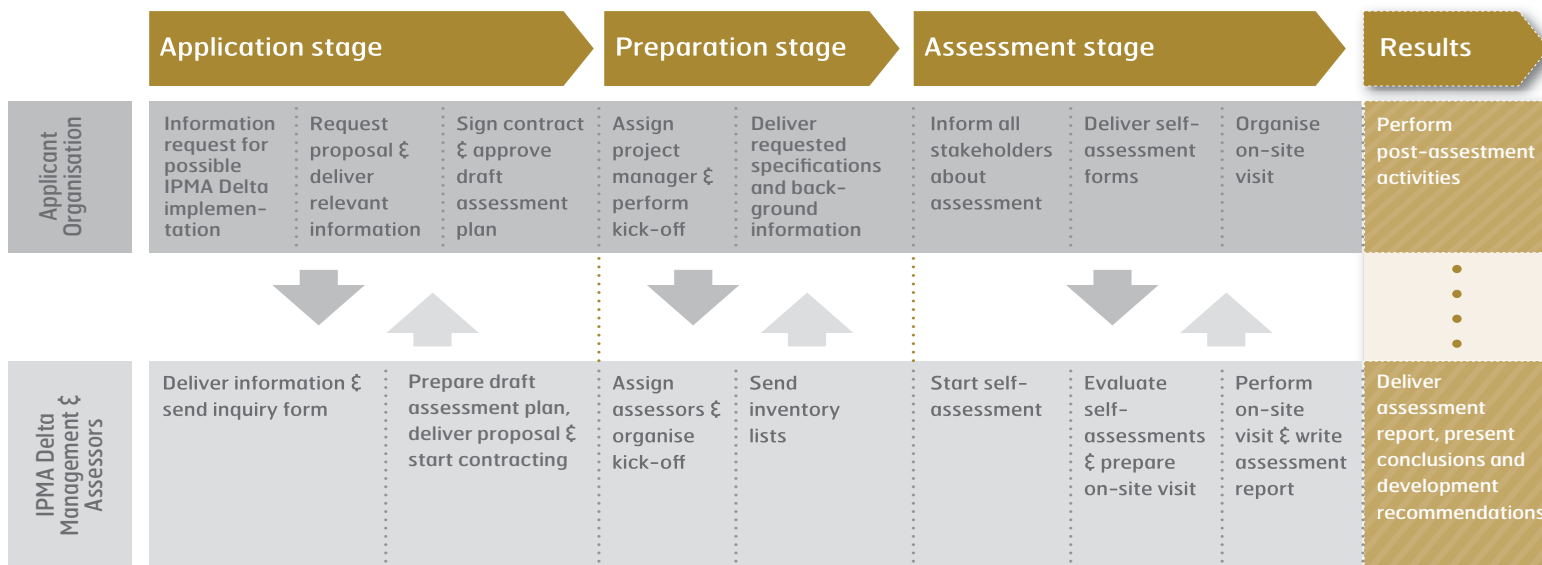 Application stage
Preparation stage
Assessment stage
Results
Applicant
Organisation
Information
request for
possible
IPMA Delta
implemen-
tation
Request
proposal &
deliver
relevant
information
Sign contract
& approve
draft
assessment
plan
Assign
project
manager &
perform
kick-off
Deliver
requested
specifications
and back-
ground
information
Inform all
stakeholders
about
assessment
Deliver self-
assessment
forms
Organise
on-site
visit
Perform
post-assestment
activities
IPMA Delta
Management &
Assessors
Deliver information &
send inquiry form
Prepare draft
assessment plan,
deliver proposal &
start contracting
Assign
assessors &
organise
kick-off
Send
inventory
lists
Start self-
assessment
Evaluate
self-
assessments
& prepare
on-site visit
Perform
on-site
visit & write
assessment
report
Deliver
assessment
report, present
conclusions and
development
recommendations